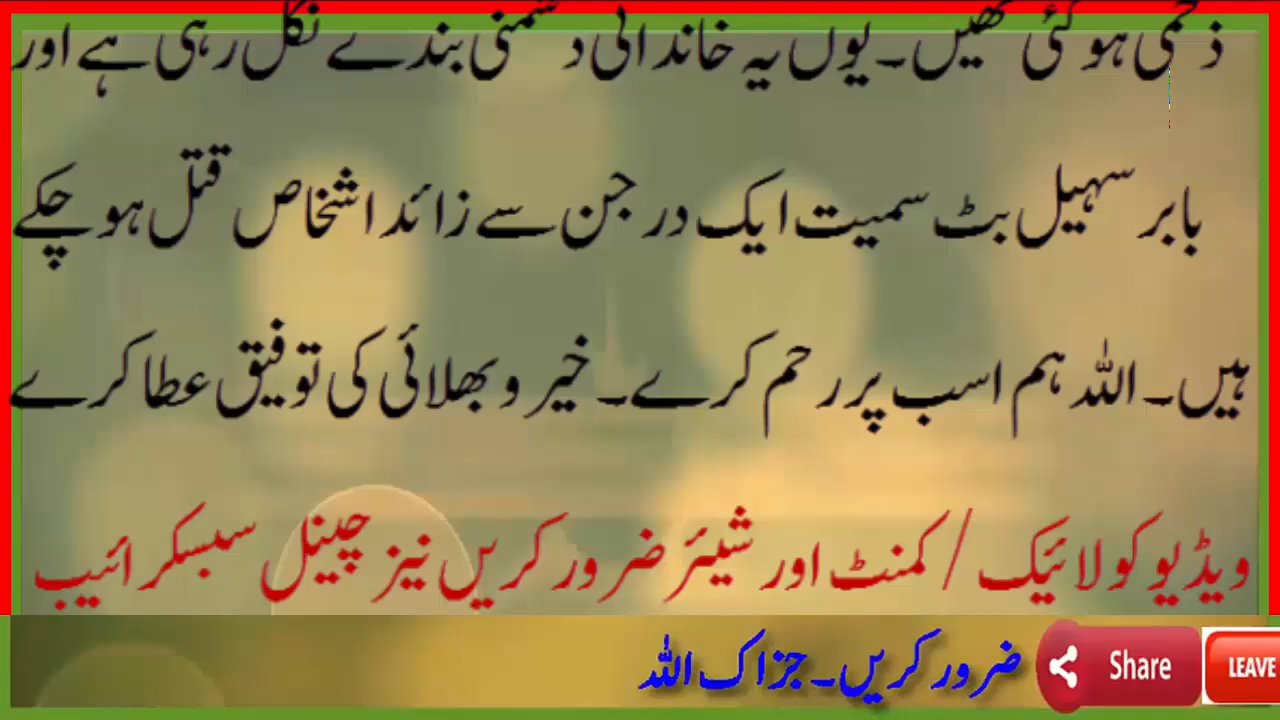 ذخمی ہو گئی تھیں۔ یوں یہ خاندانی دشمنی بندے نگل رہی ہے اور
بابر سہیل بٹ سمیت ایک درجن سے زائد اشخاص قتل ہو چکے
ہیں۔ اللہ ہم اسب پر رحم کرے۔ خیر و بھلائی کی توفیق عطا کرے
ویڈیو کو لائیک / کمنٹ اور شیئر ضرور کریں نیز چینل سبسکرائیب
ضرور کریں۔ جزاک اللہ Share LEAVE